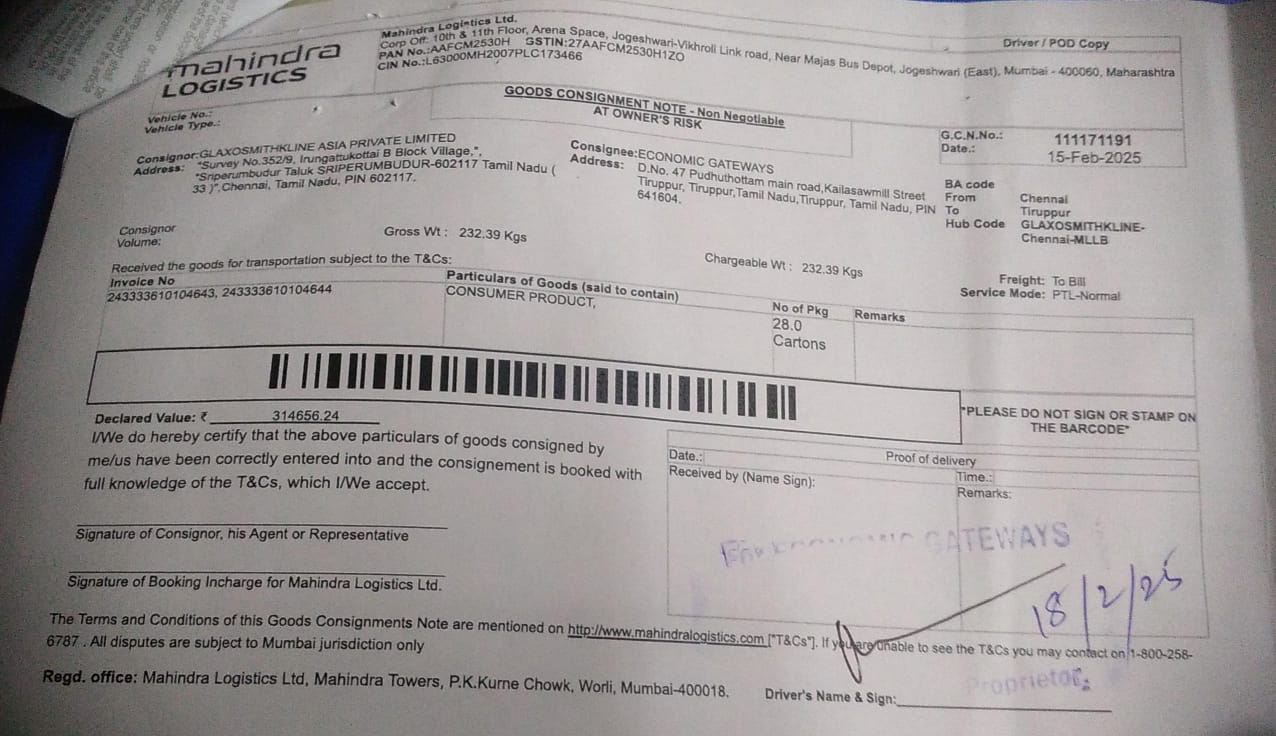 mahindra
LOGISTICS
Mahindra Logistics Ltd.
Corp Off: 10th & 11th Floor, Arena Space, Jogeshwari-Vikhroli Link road, Near Majas Bus Depot, Jogeshwari (East), Mumbai - 400060, Maharashtra
PAN No.:AAFCM2530H GSTIN:27AAFCM2530H1ZO
CIN No.:L63000MH2007PLC173466
Driver / POD Copy
GOODS CONSIGNMENT NOTE - Non Negotiable
AT OWNER'S RISK
Vehicle No.:
Vehicle Type.:
G.C.N.No.: 111171191
Date.: 15-Feb-2025
Consignor:GLAXOSMITHKLINE ASIA PRIVATE LIMITED
Address: "Survey No.352/9, Irungattukottai B Block Village,",
"Sriperumbudur Taluk SRIPERUMBUDUR-602117 Tamil Nadu (
33 )",Chennai, Tamil Nadu, PIN 602117.
Consignee:ECONOMIC GATEWAYS
Address: D.No. 47 Pudhuthottam main road,Kailasawmill Street
Tiruppur, Tiruppur,Tamil Nadu,Tiruppur, Tamil Nadu, PIN
641604.
BA code
From Chennai
To Tiruppur
Hub Code GLAXOSMITHKLINE-
Chennai-MLLB
Consignor
Volume:
Gross Wt : 232.39 Kgs
Chargeable Wt : 232.39 Kgs
Freight: To Bill
Service Mode: PTL-Normal
Received the goods for transportation subject to the T&Cs:
Invoice No
243333610104643, 243333610104644
Particulars of Goods (said to contain)
CONSUMER PRODUCT,
No of Pkg
28.0
Cartons
Remarks
*PLEASE DO NOT SIGN OR STAMP ON
THE BARCODE*
Declared Value: ₹ 314656.24
I/We do hereby certify that the above particulars of goods consigned by
me/us have been correctly entered into and the consignement is booked with
full knowledge of the T&Cs, which I/We accept.
Proof of delivery
Date.:
Received by (Name Sign):
Time.:
Remarks:
GATEWAYS
18/2/25
Proprietor.
Signature of Consignor, his Agent or Representative
Signature of Booking Incharge for Mahindra Logistics Ltd.
The Terms and Conditions of this Goods Consignments Note are mentioned on http://www.mahindralogistics.com ["T&Cs"]. If you are unable to see the T&Cs you may contact on 1-800-258-
6787 . All disputes are subject to Mumbai jurisdiction only
Regd. office: Mahindra Logistics Ltd, Mahindra Towers, P.K.Kurne Chowk, Worli, Mumbai-400018.
Driver's Name & Sign: